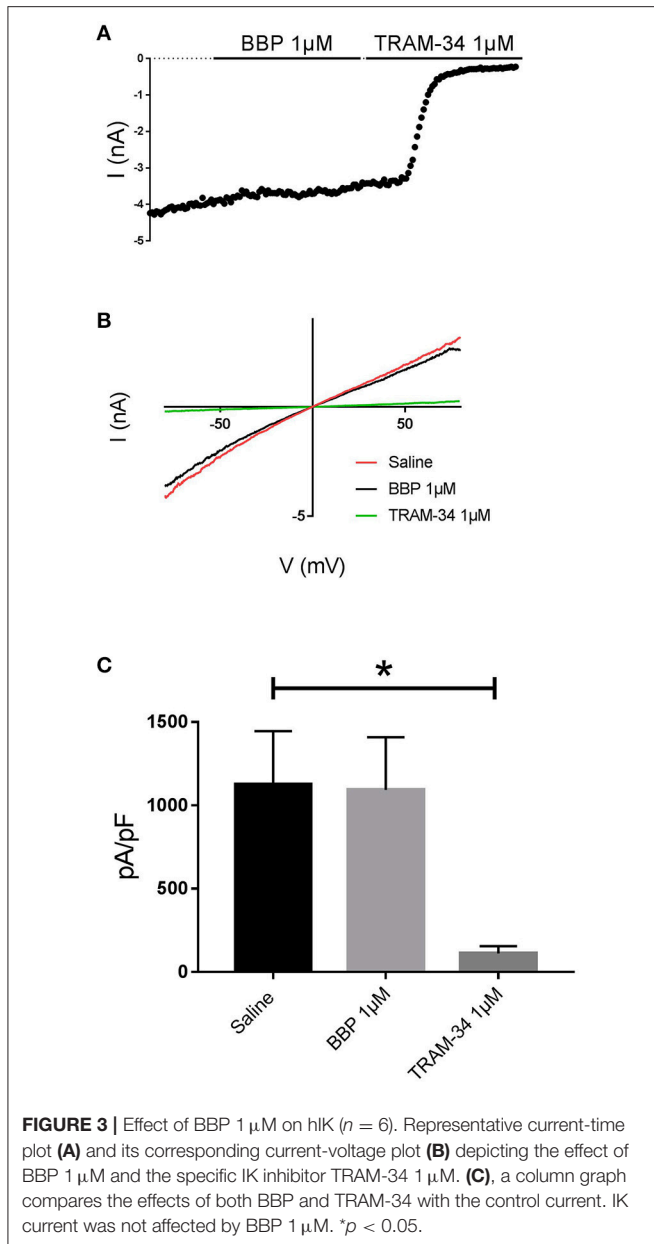 A
BBP 1µM TRAM-34 1µM
0
-1
-2
-3
-4
-5
I (nA)
B
I (nA)
-50 50
Saline
BBP 1µM
TRAM-34 1µM
-5
V (mV)
C
*
1500
1000
500
0
pA/pF
Saline
BBP 1µM
TRAM-34 1µM
FIGURE 3 | Effect of BBP 1 µM on hIK (n = 6). Representative current-time
plot (A) and its corresponding current-voltage plot (B) depicting the effect of
BBP 1 µM and the specific IK inhibitor TRAM-34 1 µM. (C), a column graph
compares the effects of both BBP and TRAM-34 with the control current. IK
current was not affected by BBP 1 µM. *p < 0.05.